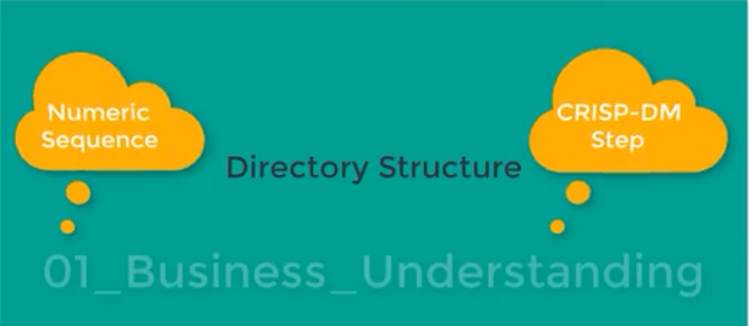 Numeric
Sequence
CRISP-DM
Step
Directory Structure
01_Business_Understanding